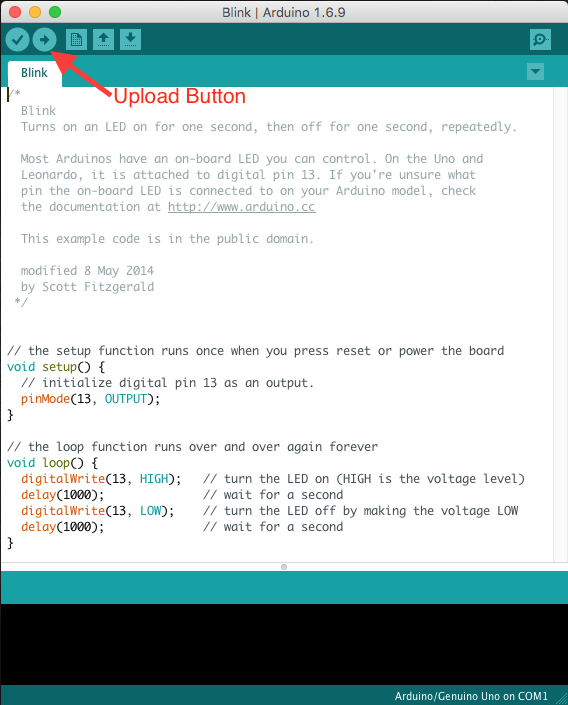 Blink | Arduino 1.6.9
Blink
Upload Button
/*
Blink
Turns on an LED on for one second, then off for one second, repeatedly.
Most Arduinos have an on-board LED you can control. On the Uno and
Leonardo, it is attached to digital pin 13. If you're unsure what
pin the on-board LED is connected to on your Arduino model, check
the documentation at http://www.arduino.cc
This example code is in the public domain.
modified 8 May 2014
by Scott Fitzgerald
*/
// the setup function runs once when you press reset or power the board
void setup() {
// initialize digital pin 13 as an output.
pinMode(13, OUTPUT);
}
// the loop function runs over and over again forever
void loop() {
digitalWrite(13, HIGH);   // turn the LED on (HIGH is the voltage level)
delay(1000);              // wait for a second
digitalWrite(13, LOW);    // turn the LED off by making the voltage LOW
delay(1000);              // wait for a second
}
Arduino/Genuino Uno on COM1